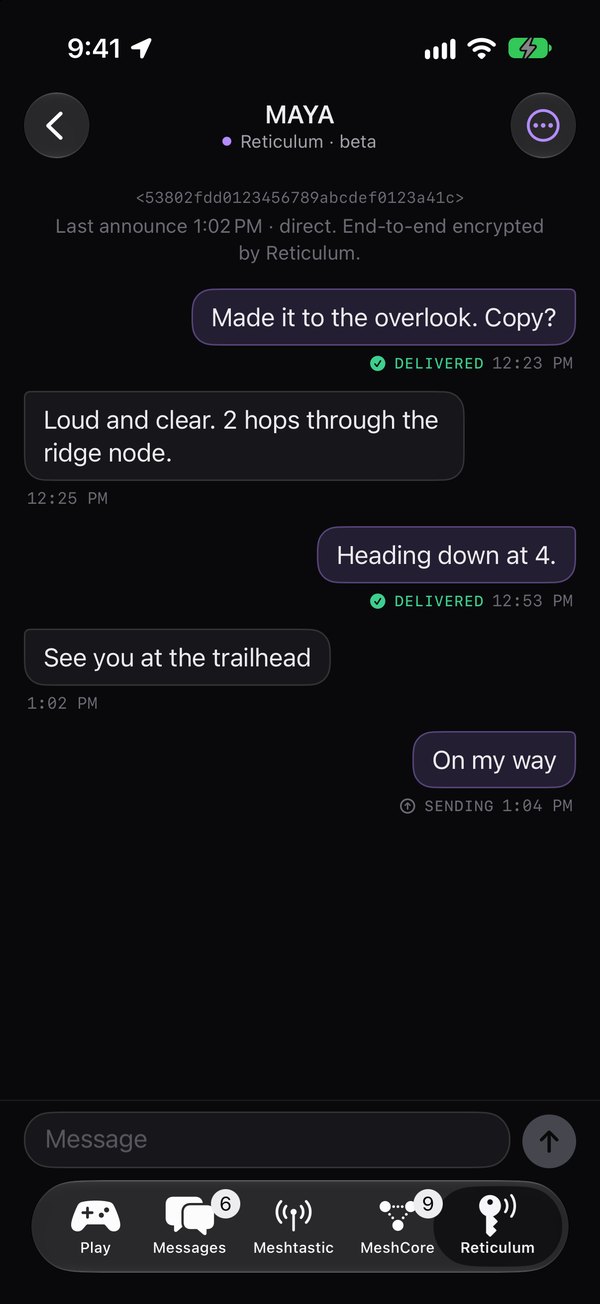 9:41
MAYA
Reticulum · beta
<53802fdd0123456789abcdef0123a41c>
Last announce 1:02 PM · direct. End-to-end encrypted
by Reticulum.
Made it to the overlook. Copy?
DELIVERED 12:23 PM
Loud and clear. 2 hops through the
ridge node.
12:25 PM
Heading down at 4.
DELIVERED 12:53 PM
See you at the trailhead
1:02 PM
On my way
SENDING 1:04 PM
Message
6
9
Play Messages Meshtastic MeshCore Reticulum